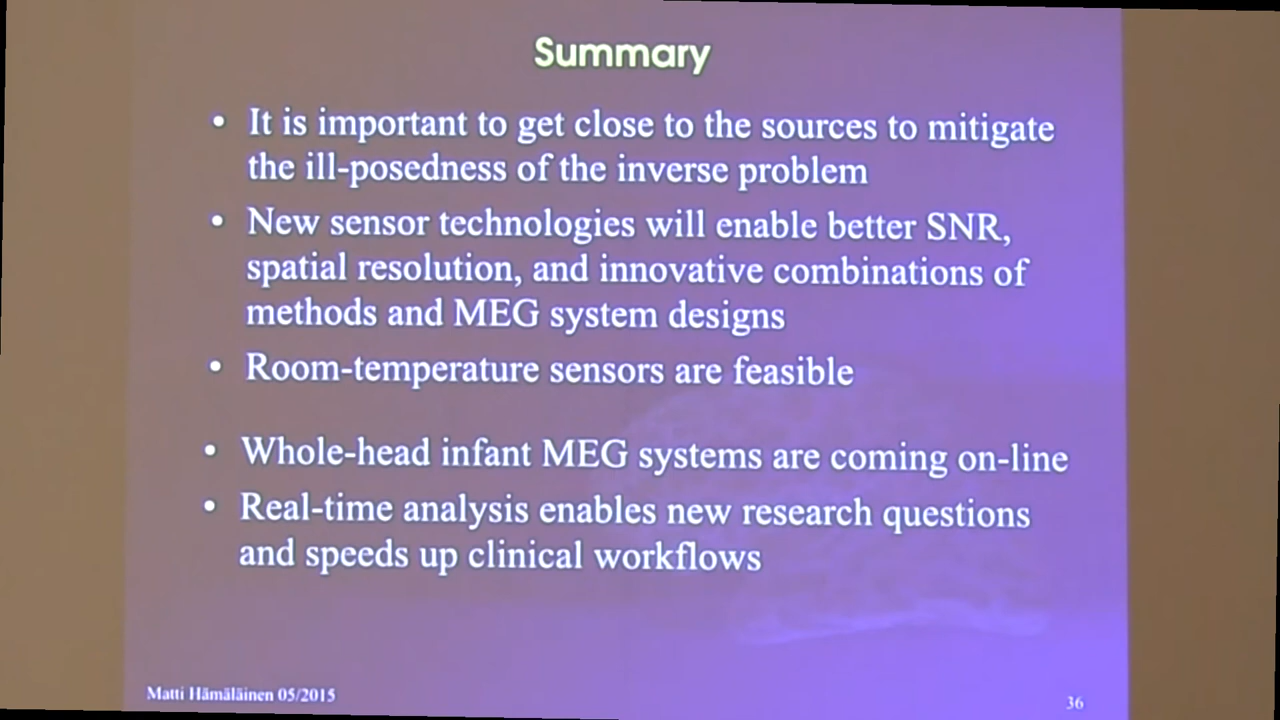 Summary
• It is important to get close to the sources to mitigate
the ill-posedness of the inverse problem
• New sensor technologies will enable better SNR,
spatial resolution, and innovative combinations of
methods and MEG system designs
• Room-temperature sensors are feasible
• Whole-head infant MEG systems are coming on-line
• Real-time analysis enables new research questions
and speeds up clinical workflows
Matti Hämäläinen 05/2015
36